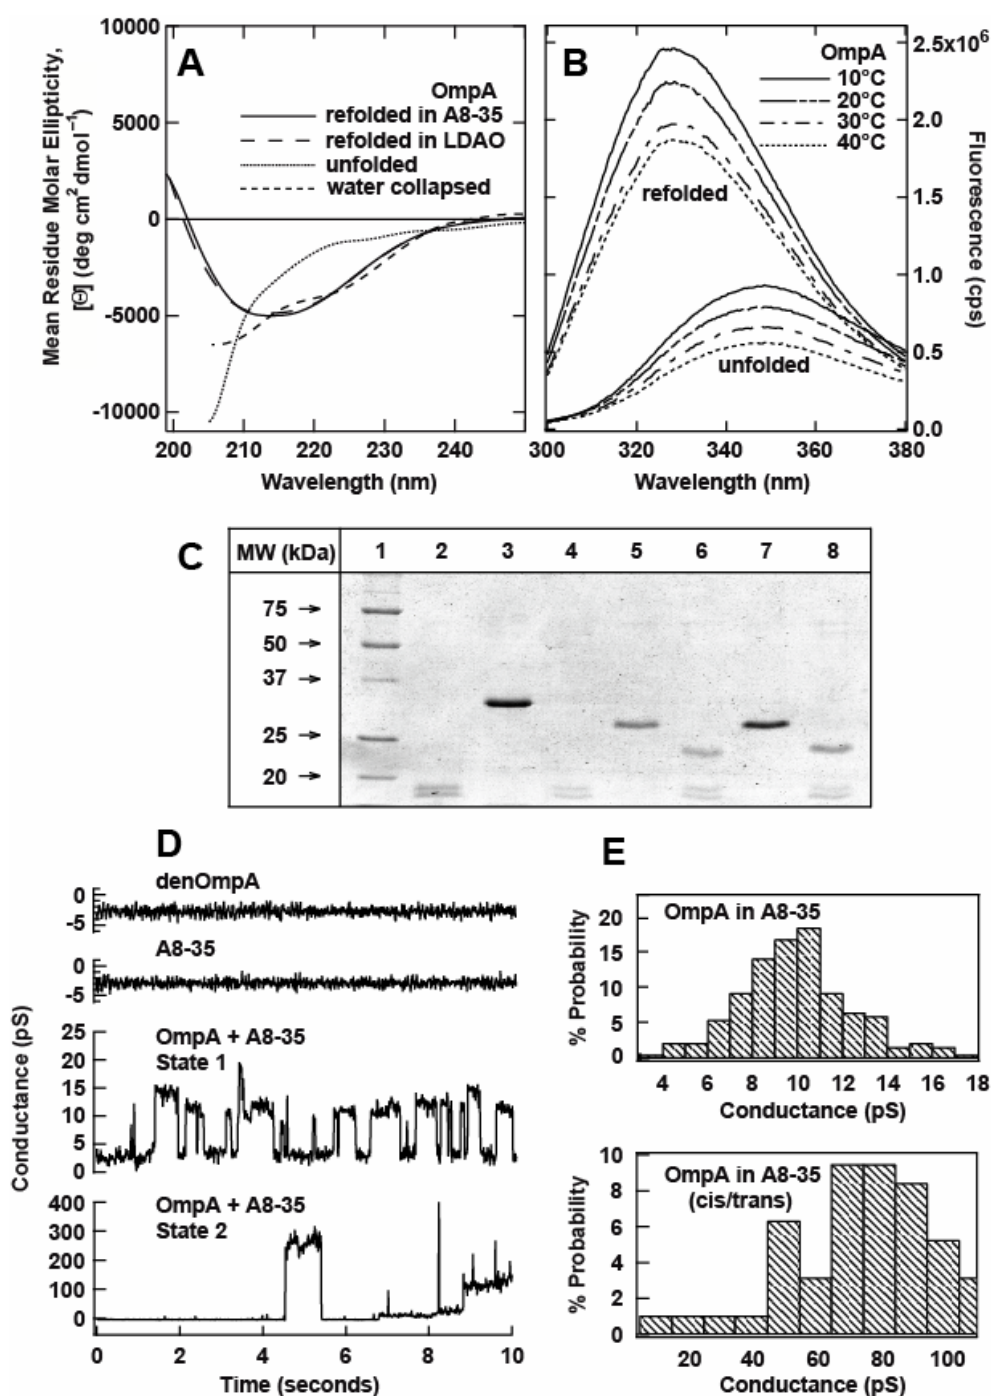 A
OmpA
refolded in A8-35
refolded in LDAO
unfolded
water collapsed
10000
5000
0
-5000
-10000
Mean Residue Molar Ellipticity,
[Θ] (deg cm² dmol⁻¹)
200 210 220 230 240
Wavelength (nm)
B
OmpA
10°C
20°C
30°C
40°C
refolded
unfolded
2.5x10⁶
2.0
1.5
1.0
0.5
0.0
Fluorescence (cps)
300 320 340 360 380
Wavelength (nm)
C
MW (kDa) 1 2 3 4 5 6 7 8
75 →
50 →
37 →
25 →
20 →
D
denOmpA
0
-5
A8-35
0
-5
OmpA + A8-35
State 1
25
20
15
10
5
0
OmpA + A8-35
State 2
400
300
200
100
0
Conductance (pS)
0 2 4 6 8 10
Time (seconds)
E
OmpA in A8-35
20
15
10
5
0
% Probability
4 6 8 10 12 14 16 18
Conductance (pS)
OmpA in A8-35
(cis/trans)
10
8
6
4
2
0
% Probability
20 40 60 80 100
Conductance (pS)